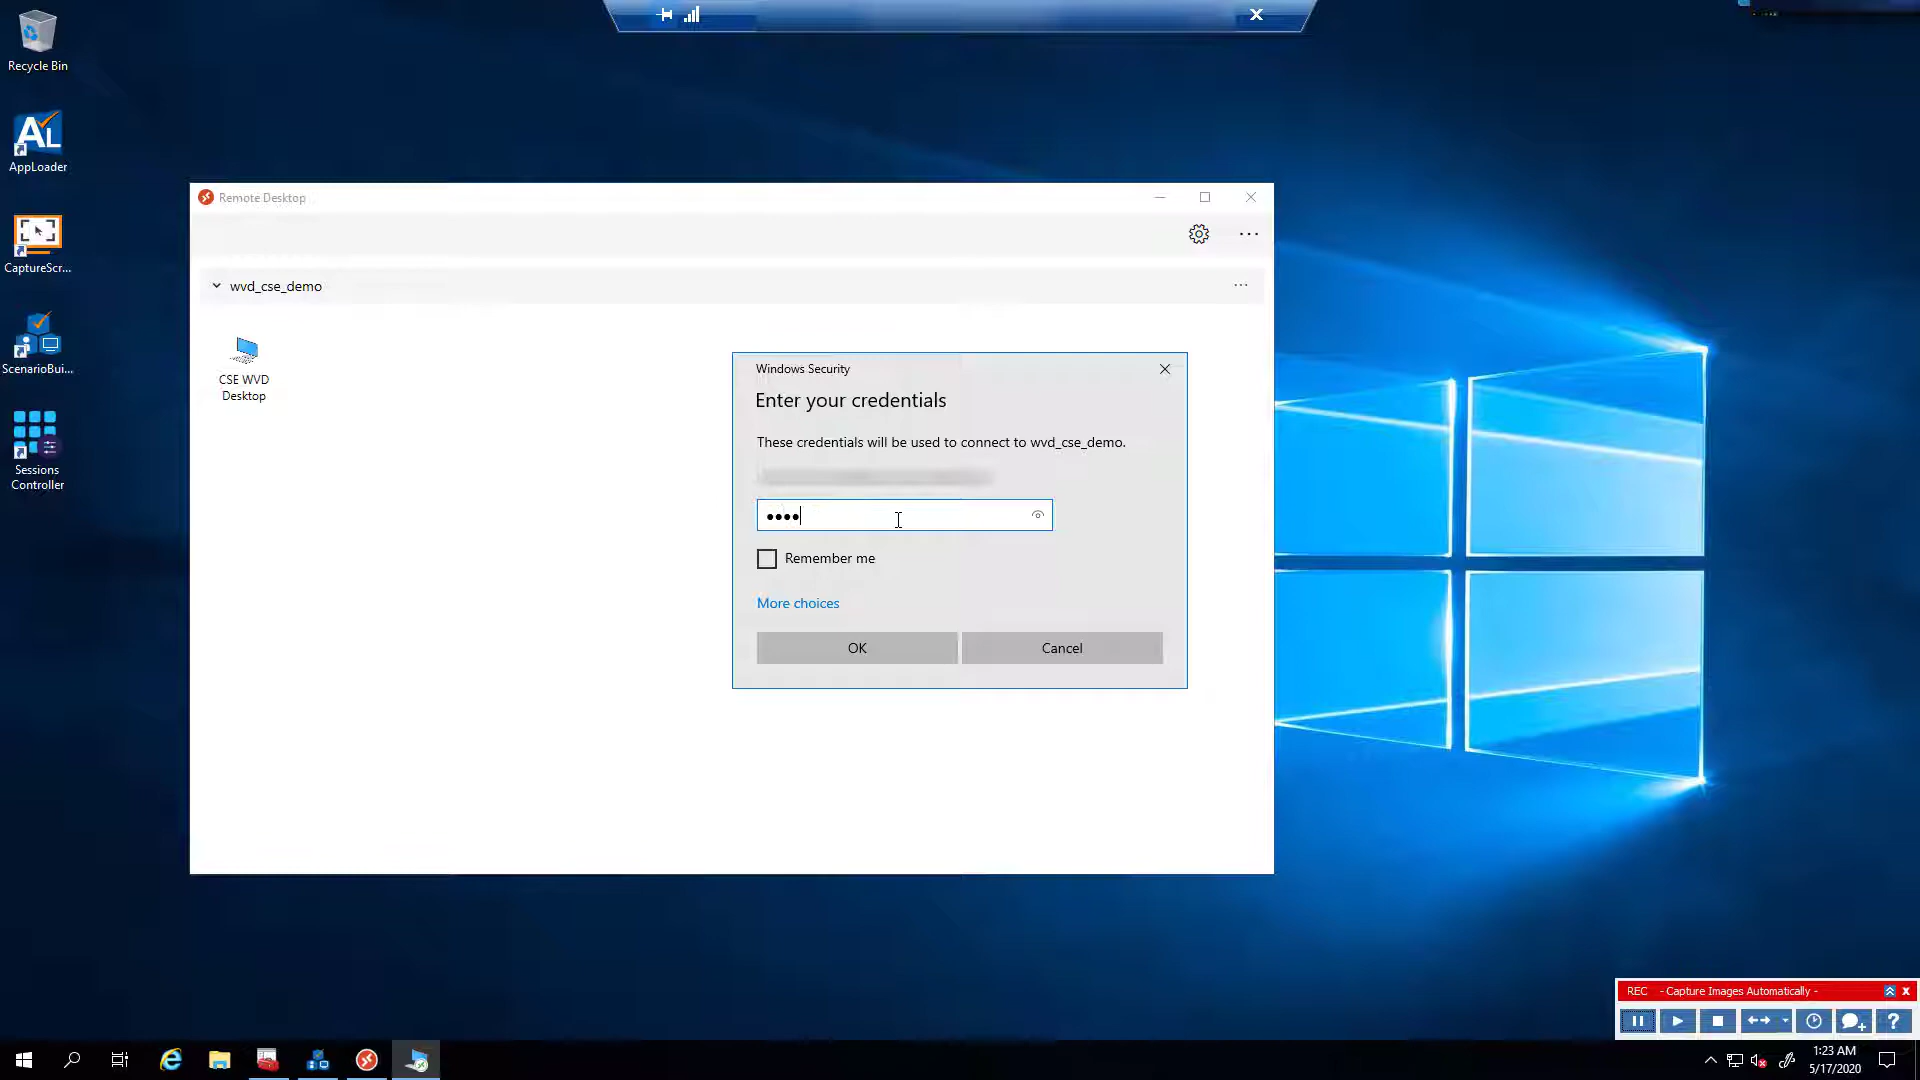 Recycle Bin
AppLoader
CaptureScr...
ScenarioBui...
Sessions
Controller
Remote Desktop
wvd_cse_demo
CSE WVD
Desktop
Windows Security
Enter your credentials
These credentials will be used to connect to wvd_cse_demo.
Remember me
More choices
OK
Cancel
REC - Capture Images Automatically -
1:23 AM
5/17/2020